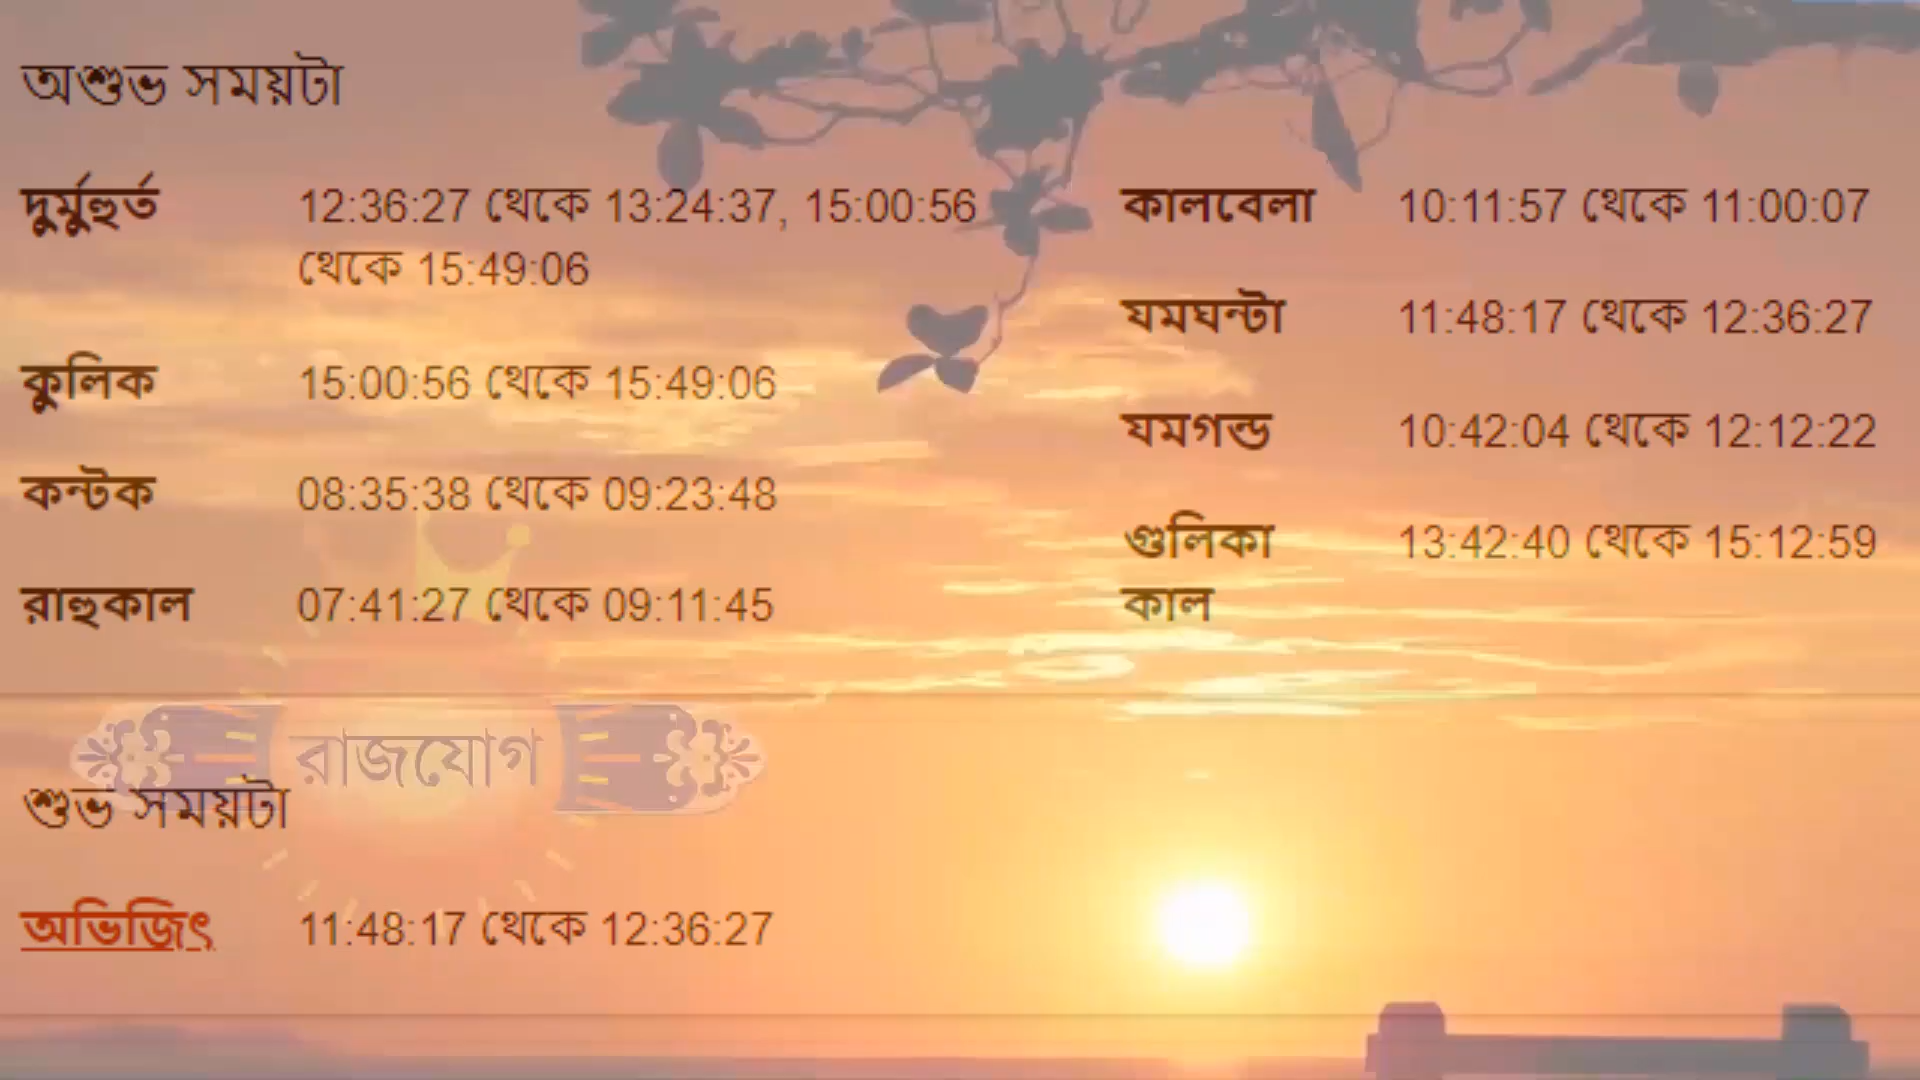 অশুভ সময়টা
দুর্মুহুর্ত 12:36:27 থেকে 13:24:37, 15:00:56
থেকে 15:49:06
কুলিক 15:00:56 থেকে 15:49:06
কন্টক 08:35:38 থেকে 09:23:48
রাহুকাল 07:41:27 থেকে 09:11:45
কালবেলা 10:11:57 থেকে 11:00:07
যমঘন্টা 11:48:17 থেকে 12:36:27
যমগন্ড 10:42:04 থেকে 12:12:22
গুলিকা 13:42:40 থেকে 15:12:59
কাল
রাজযোগ
শুভ সময়টা
অভিজিৎ 11:48:17 থেকে 12:36:27